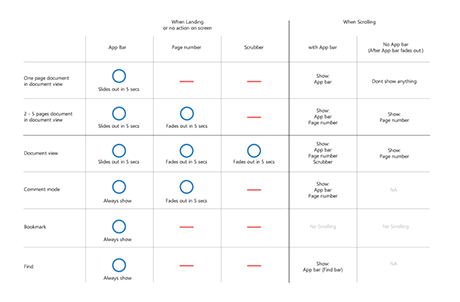 When Landing
or no action on screen
When Scrolling
App Bar
Page number
Scrubber
with App bar
No App bar
(After App bar fades out)
One page document
in document view
Slides out in 5 secs
Show:
App bar
Dont show anything
2 - 5 pages document
in document view
Slides out in 5 secs
Fades out in 5 secs
Show:
App bar
Page number
Show:
Page number
Document view
Slides out in 5 secs
Fades out in 5 secs
Fades out in 5 secs
Show:
App bar
Page number
Scrubber
Show:
Page number
Comment mode
Always show
Fades out in 5 secs
Show:
App bar
Page number
NA
Bookmark
Always show
No Scrolling
No Scrolling
Find
Always show
Show:
App bar (Find bar)
NA